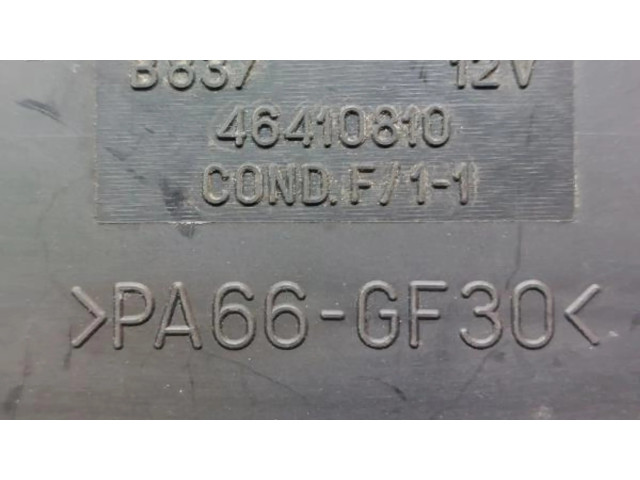 B837 12V
46410810
COND.F/1-1
>PA66-GF30<